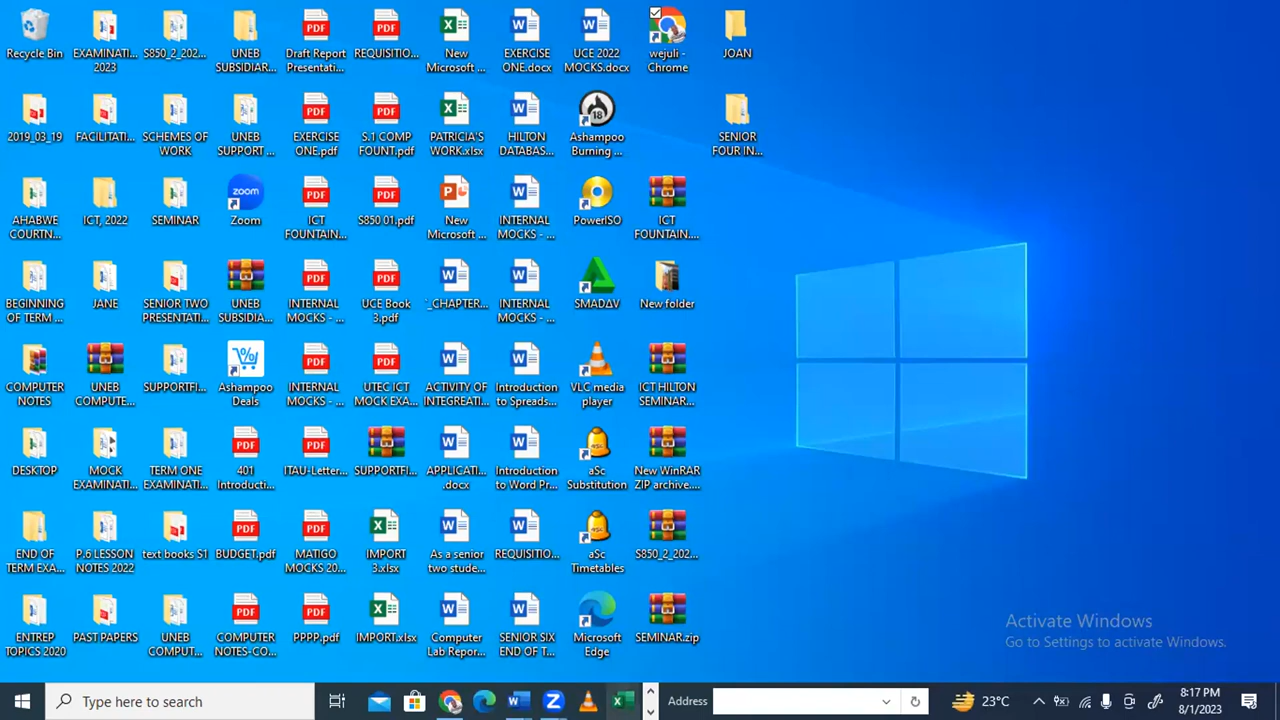 Recycle Bin
EXAMINATI...
2023
S850_2_202...
UNEB
SUBSIDIAR...
Draft Report
Presentati...
REQUISITIO...
New
Microsoft ...
EXERCISE
ONE.docx
UCE 2022
MOCKS.docx
wejuli -
Chrome
JOAN
2019_03_19
FACILITATI...
SCHEMES OF
WORK
UNEB
SUPPORT ...
EXERCISE
ONE.pdf
S.1 COMP
FOUNT.pdf
PATRICIA'S
WORK.xlsx
HILTON
DATABAS...
18
Ashampoo
Burning ...
SENIOR
FOUR IN...
AHABWE
COURTN...
ICT, 2022
SEMINAR
zoom
Zoom
ICT
FOUNTAIN...
S850 01.pdf
New
Microsoft ...
INTERNAL
MOCKS - ...
PowerISO
ICT
FOUNTAIN....
BEGINNING
OF TERM ...
JANE
SENIOR TWO
PRESENTATI...
UNEB
SUBSIDIA...
INTERNAL
MOCKS - ...
UCE Book
3.pdf
`_CHAPTER...
INTERNAL
MOCKS - ...
SMADΔV
New folder
COMPUTER
NOTES
UNEB
COMPUTE...
SUPPORTFI...
Ashampoo
Deals
INTERNAL
MOCKS - ...
UTEC ICT
MOCK EXA...
ACTIVITY OF
INTEGREATI...
Introduction
to Spreads...
VLC media
player
ICT HILTON
SEMINAR...
DESKTOP
MOCK
EXAMINATI...
TERM ONE
EXAMINATI...
401
Introducti...
ITAU-Letter...
SUPPORTFI...
APPLICATI...
.docx
Introduction
to Word Pr...
aSc
Substitution
New WinRAR
ZIP archive....
END OF
TERM EXA...
P.6 LESSON
NOTES 2022
text books S1
BUDGET.pdf
MATIGO
MOCKS 20...
IMPORT
3.xlsx
As a senior
two stude...
REQUISITIO...
aSc
Timetables
S850_2_202...
ENTREP
TOPICS 2020
PAST PAPERS
UNEB
COMPUT...
COMPUTER
NOTES-CO...
PPPP.pdf
IMPORT.xlsx
Computer
Lab Repor...
SENIOR SIX
END OF T...
Microsoft
Edge
SEMINAR.zip
Activate Windows
Go to Settings to activate Windows.
Type here to search
Address
23°C
8:17 PM
8/1/2023